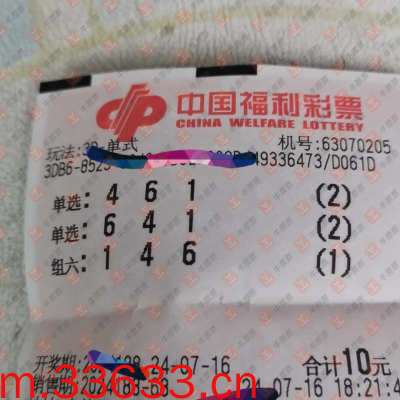 中国福利彩票
CHINA WELFARE LOTTERY
玩法:3D-单式 机号:63070205
3DB6-B52 49336473/D061D
单选: 4 6 1 (2)
单选: 6 4 1 (2)
组六: 1 4 6 (1)
开奖期: 24-07-16 合计10元
销售期: 24-07-16 18:21:4
m.33633.cn